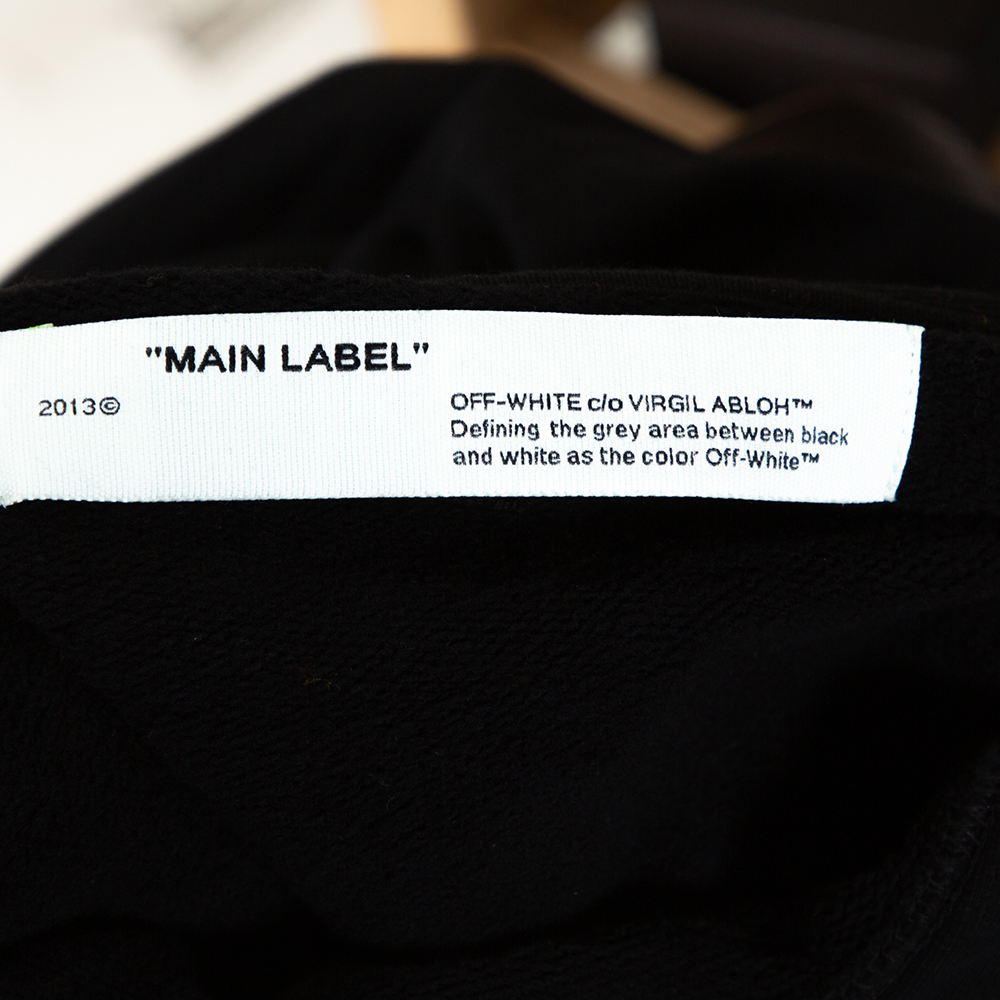 "MAIN LABEL"
2013©
OFF-WHITE c/o VIRGIL ABLOH™
Defining the grey area between black
and white as the color Off-White™